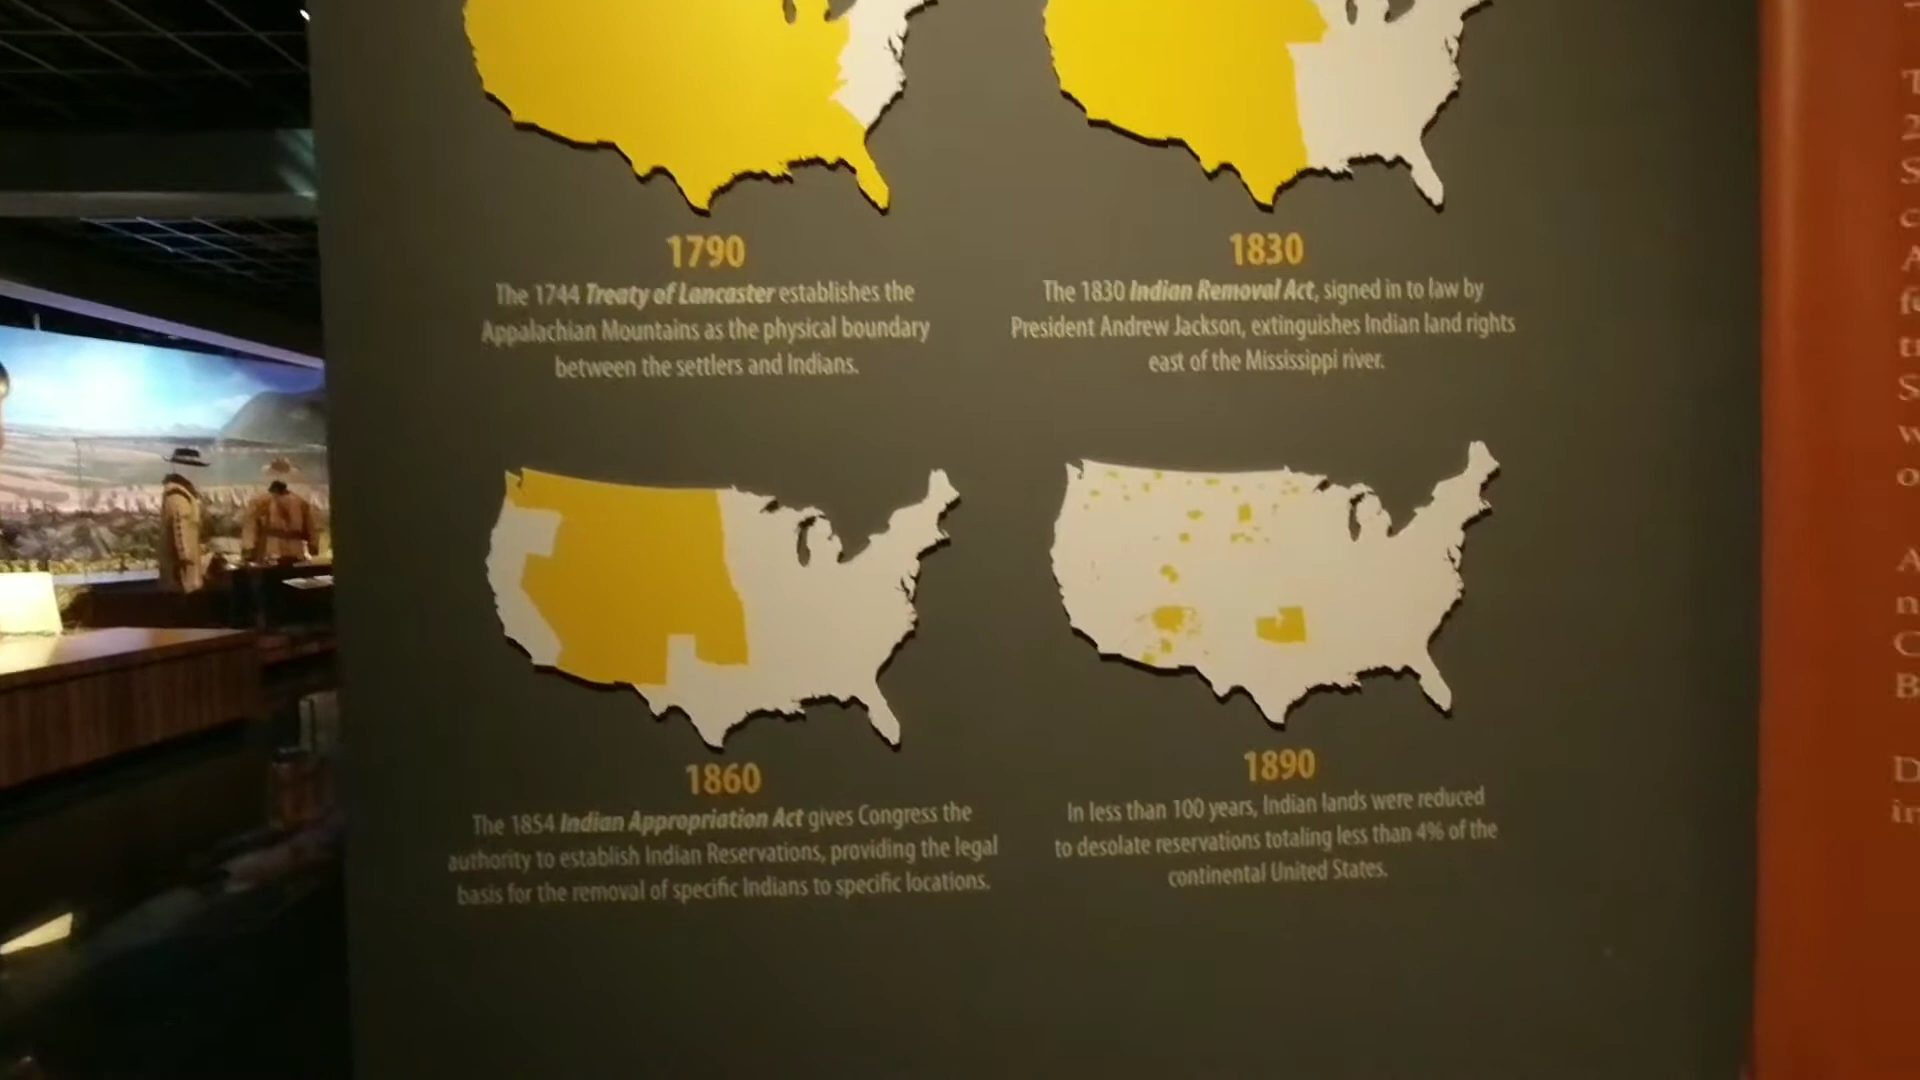 1790
The 1744 Treaty of Lancaster establishes the
Appalachian Mountains as the physical boundary
between the settlers and Indians.
1830
The 1830 Indian Removal Act, signed in to law by
President Andrew Jackson, extinguishes Indian land rights
east of the Mississippi river.
1860
The 1854 Indian Appropriation Act gives Congress the
authority to establish Indian Reservations, providing the legal
basis for the removal of specific Indians to specific locations.
1890
In less than 100 years, Indian lands were reduced
to desolate reservations totaling less than 4% of the
continental United States.